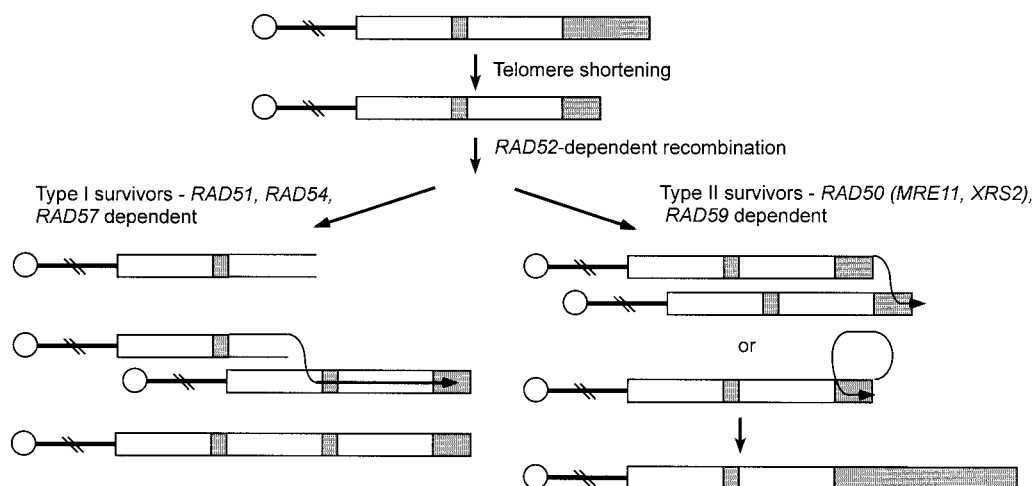 Telomere shortening
RAD52-dependent recombination
Type I survivors - RAD51, RAD54,
RAD57 dependent
Type II survivors - RAD50 (MRE11, XRS2),
RAD59 dependent
or